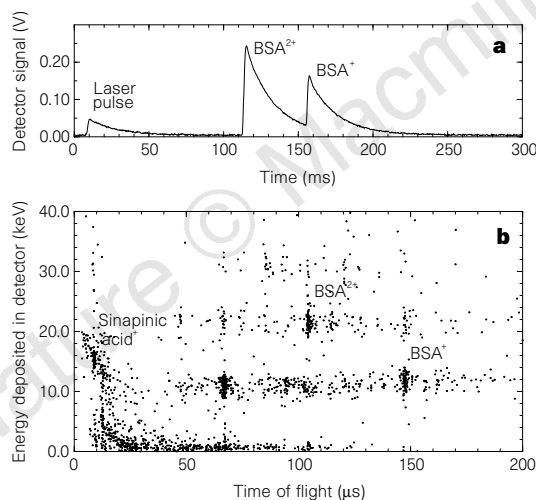 Detector signal (V)
0.20
0.10
0.00
a
BSA2+
BSA+
Laser
pulse
0 50 100 150 200 250 300
Time (ms)
Energy deposited in detector (keV)
40.0
30.0
20.0
10.0
0.0
b
BSA2+
Sinapinic
acid+
BSA+
0 50 100 150 200
Time of flight (μs)
nature © Macmill